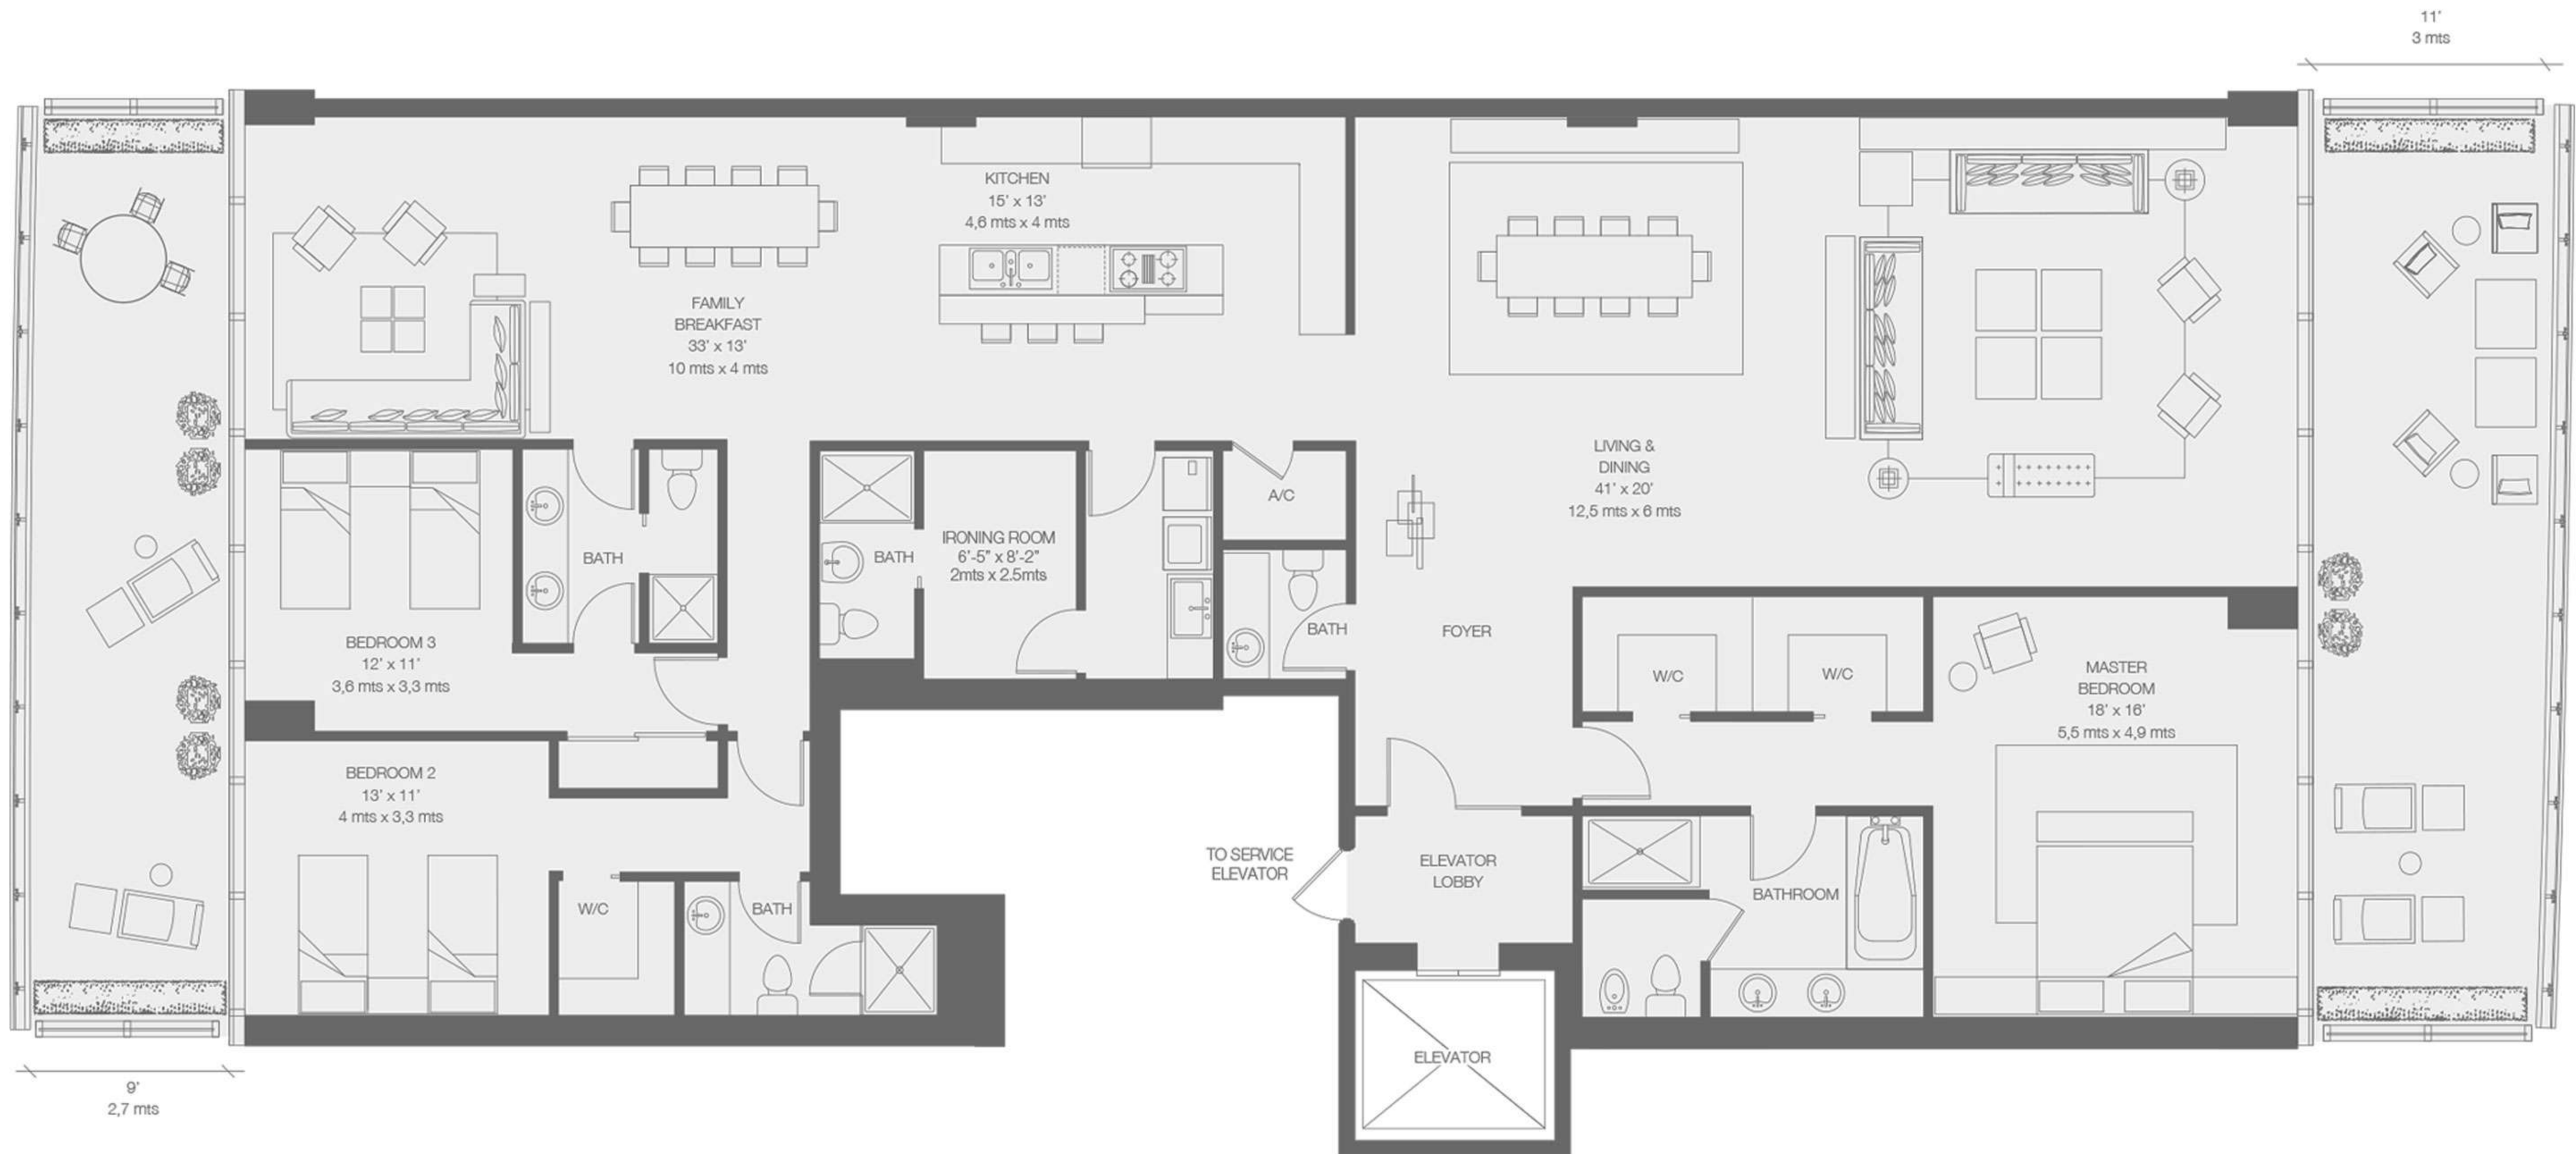 11'
3 mts
KITCHEN
15' x 13'
4,6 mts x 4 mts
FAMILY
BREAKFAST
33' x 13'
10 mts x 4 mts
LIVING &
DINING
41' x 20'
12,5 mts x 6 mts
A/C
IRONING ROOM
6'-5" x 8'-2"
2mts x 2.5mts
BATH
BATH
BATH
FOYER
BEDROOM 3
12' x 11'
3,6 mts x 3,3 mts
W/C
W/C
MASTER
BEDROOM
18' x 16'
5,5 mts x 4,9 mts
BEDROOM 2
13' x 11'
4 mts x 3,3 mts
TO SERVICE
ELEVATOR
ELEVATOR
LOBBY
BATHROOM
W/C
BATH
ELEVATOR
9'
2,7 mts